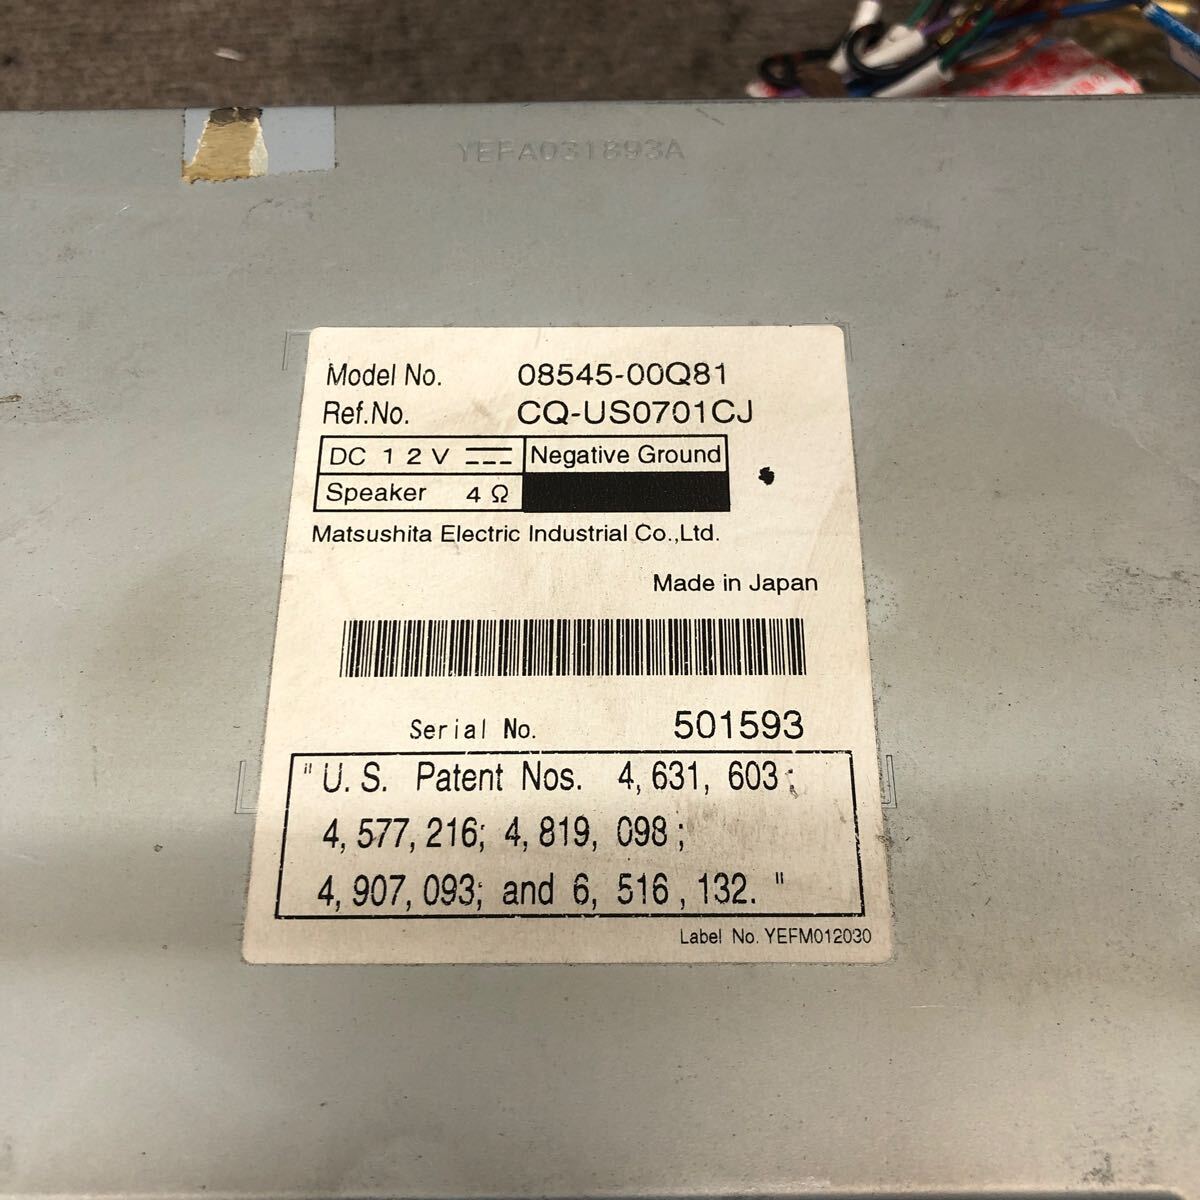 YEFA031893A
Model No. 08545-00Q81
Ref.No. CQ-US0701CJ
DC 12V Negative Ground
Speaker 4Ω
Matsushita Electric Industrial Co.,Ltd.
Made in Japan
Serial No. 501593
"U.S. Patent Nos. 4,631,603;
4,577,216; 4,819,098;
4,907,093; and 6,516,132."
Label No. YEFM012030